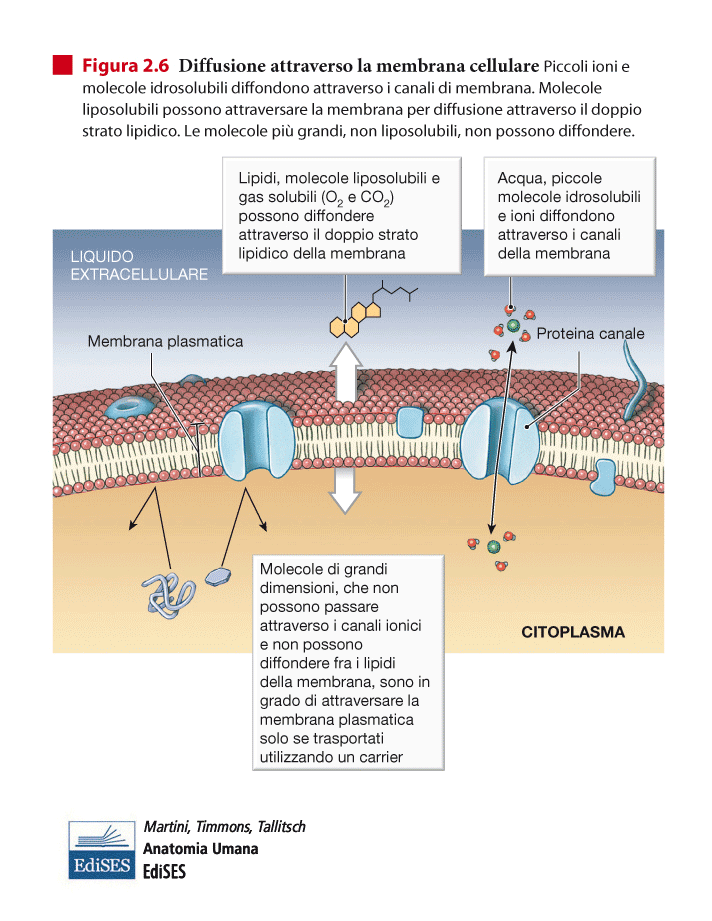 Figura 2.6 Diffusione attraverso la membrana cellulare Piccoli ioni e
molecole idrosolubili diffondono attraverso i canali di membrana. Molecole
liposolubili possono attraversare la membrana per diffusione attraverso il doppio
strato lipidico. Le molecole più grandi, non liposolubili, non possono diffondere.
Lipidi, molecole liposolubili e
gas solubili (O2 e CO2)
possono diffondere
attraverso il doppio strato
lipidico della membrana
Acqua, piccole
molecole idrosolubili
e ioni diffondono
attraverso i canali
della membrana
LIQUIDO
EXTRACELLULARE
Membrana plasmatica
Proteina canale
Molecole di grandi
dimensioni, che non
possono passare
attraverso i canali ionici
e non possono
diffondere fra i lipidi
della membrana, sono in
grado di attraversare la
membrana plasmatica
solo se trasportati
utilizzando un carrier
CITOPLASMA
Martini, Timmons, Tallitsch
Anatomia Umana
EdiSES
EdiSES